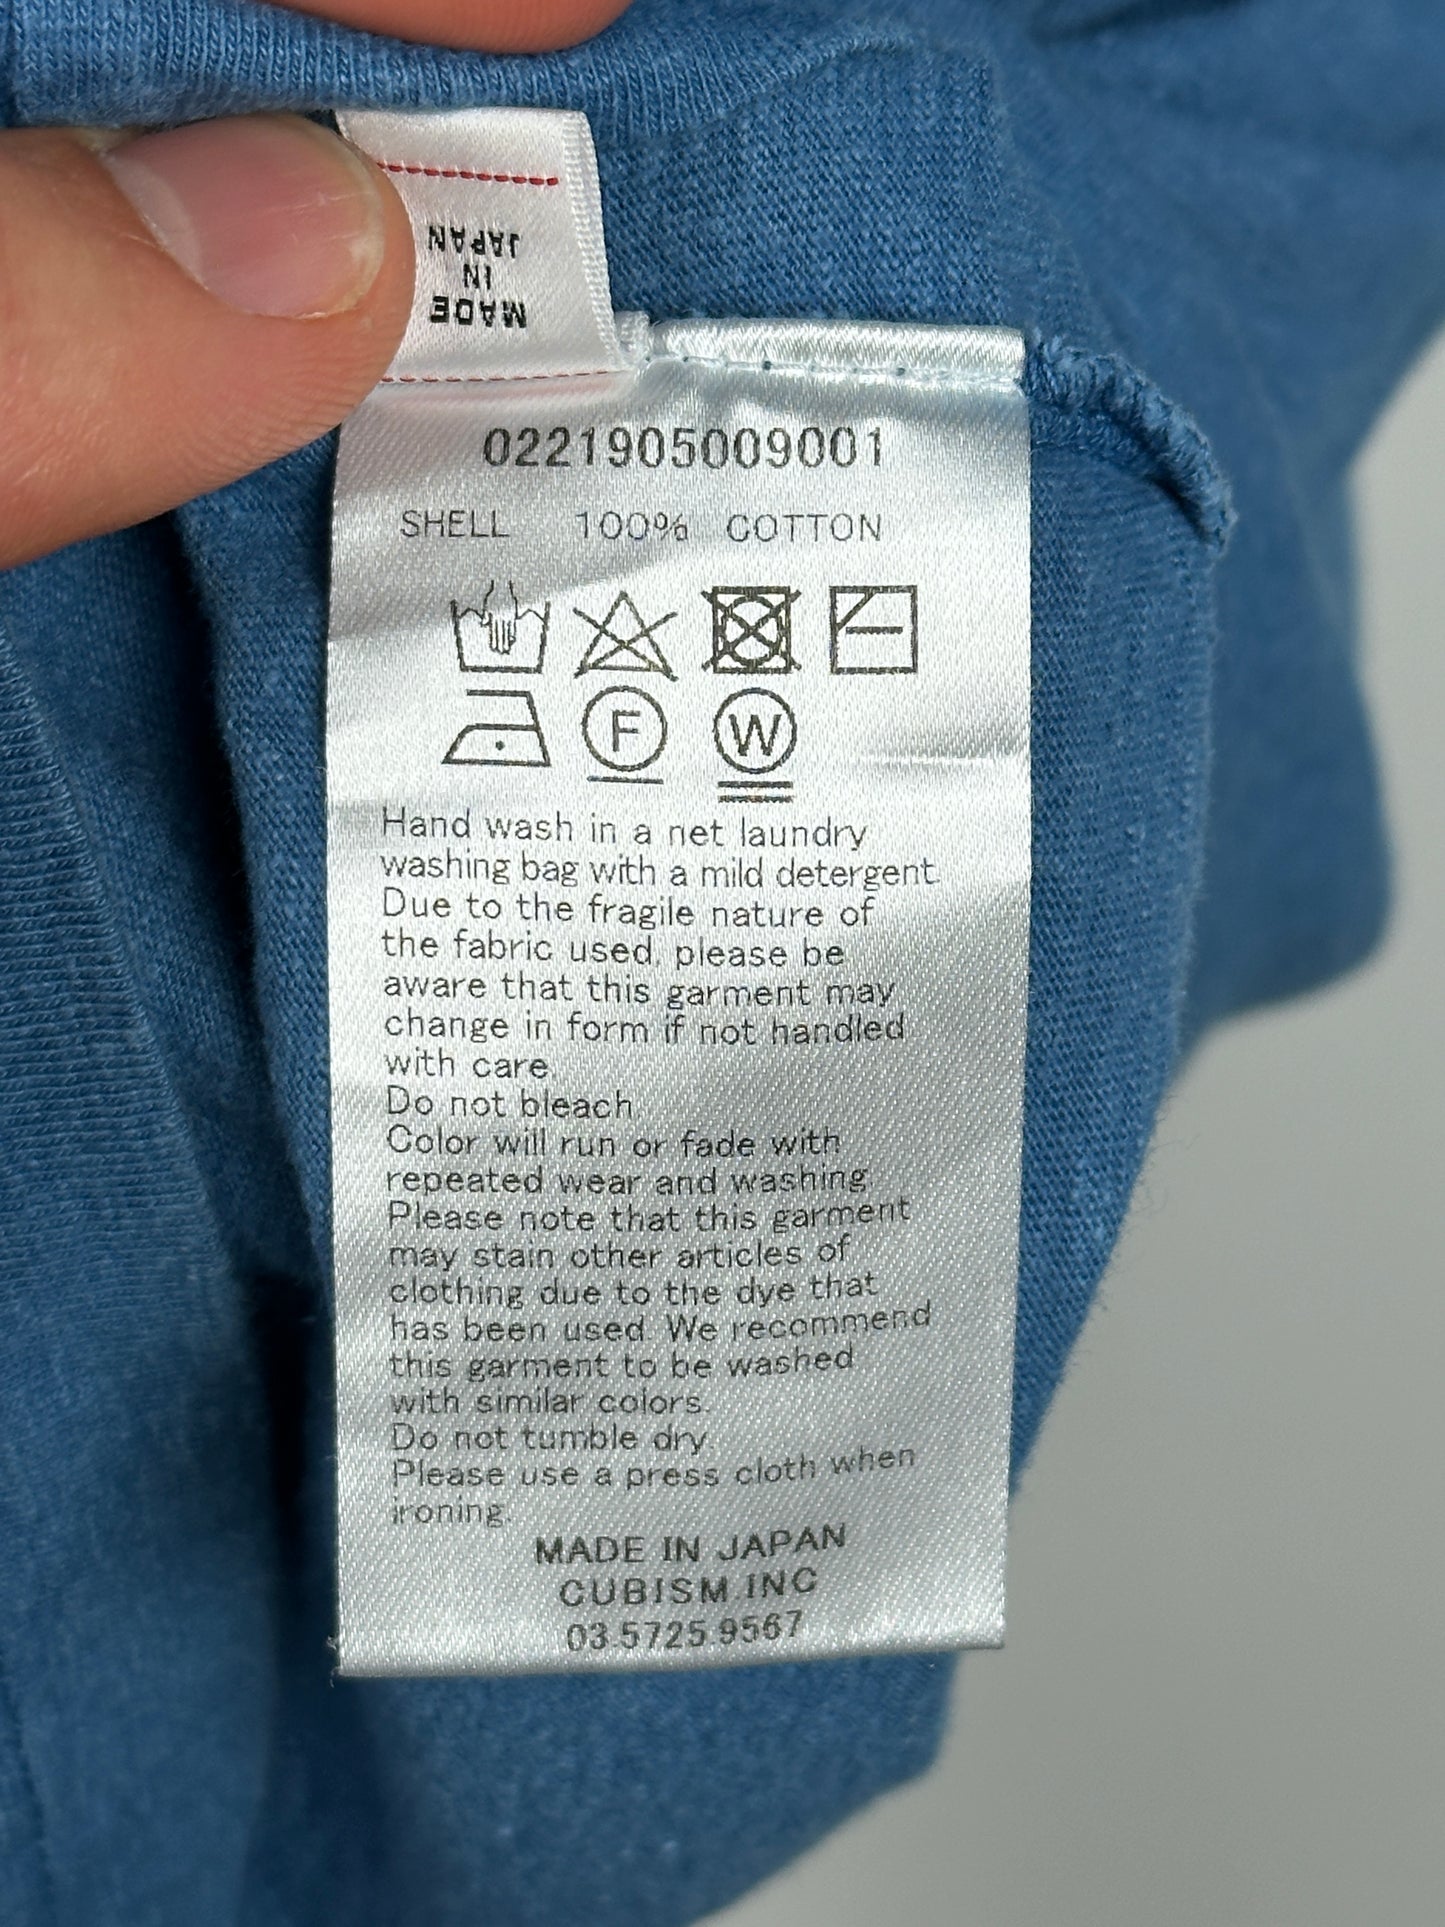 MADE
IN
JAPAN
0221905009001
SHELL 100% COTTON
F W
Hand wash in a net laundry
washing bag with a mild detergent.
Due to the fragile nature of
the fabric used, please be
aware that this garment may
change in form if not handled
with care.
Do not bleach.
Color will run or fade with
repeated wear and washing.
Please note that this garment
may stain other articles of
clothing due to the dye that
has been used. We recommend
this garment to be washed
with similar colors.
Do not tumble dry.
Please use a press cloth when
ironing.
MADE IN JAPAN
CUBISM.INC
03.5725.9567